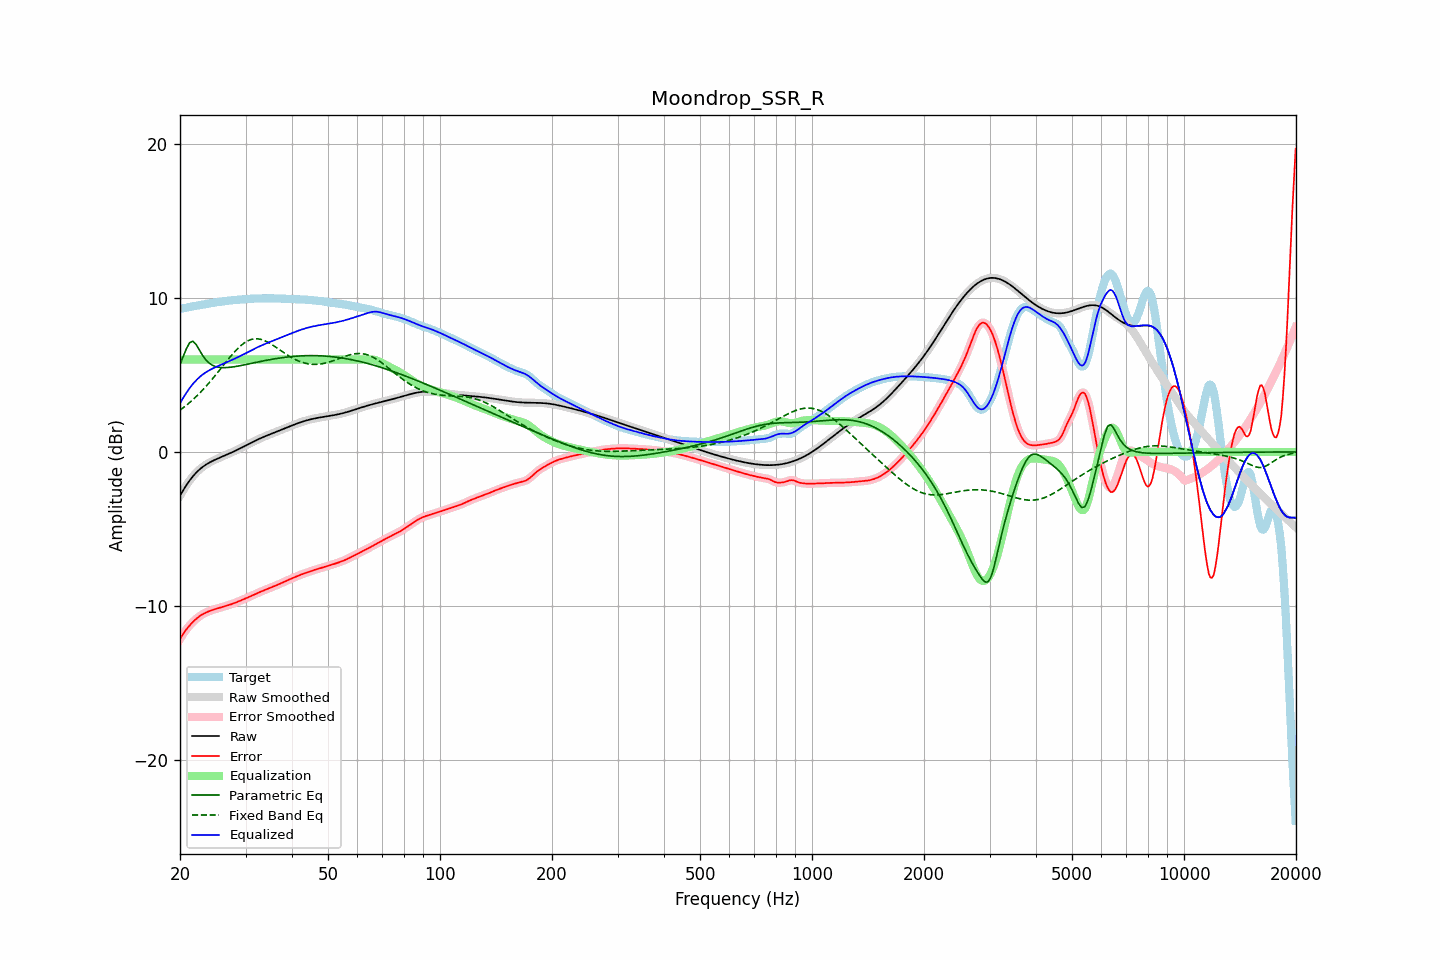 Moondrop_SSR_R
20
10
0
−10
−20
Amplitude (dBr)
Target
Raw Smoothed
Error Smoothed
Raw
Error
Equalization
Parametric Eq
Fixed Band Eq
Equalized
20 50 100 200 500 1000 2000 5000 10000 20000
Frequency (Hz)